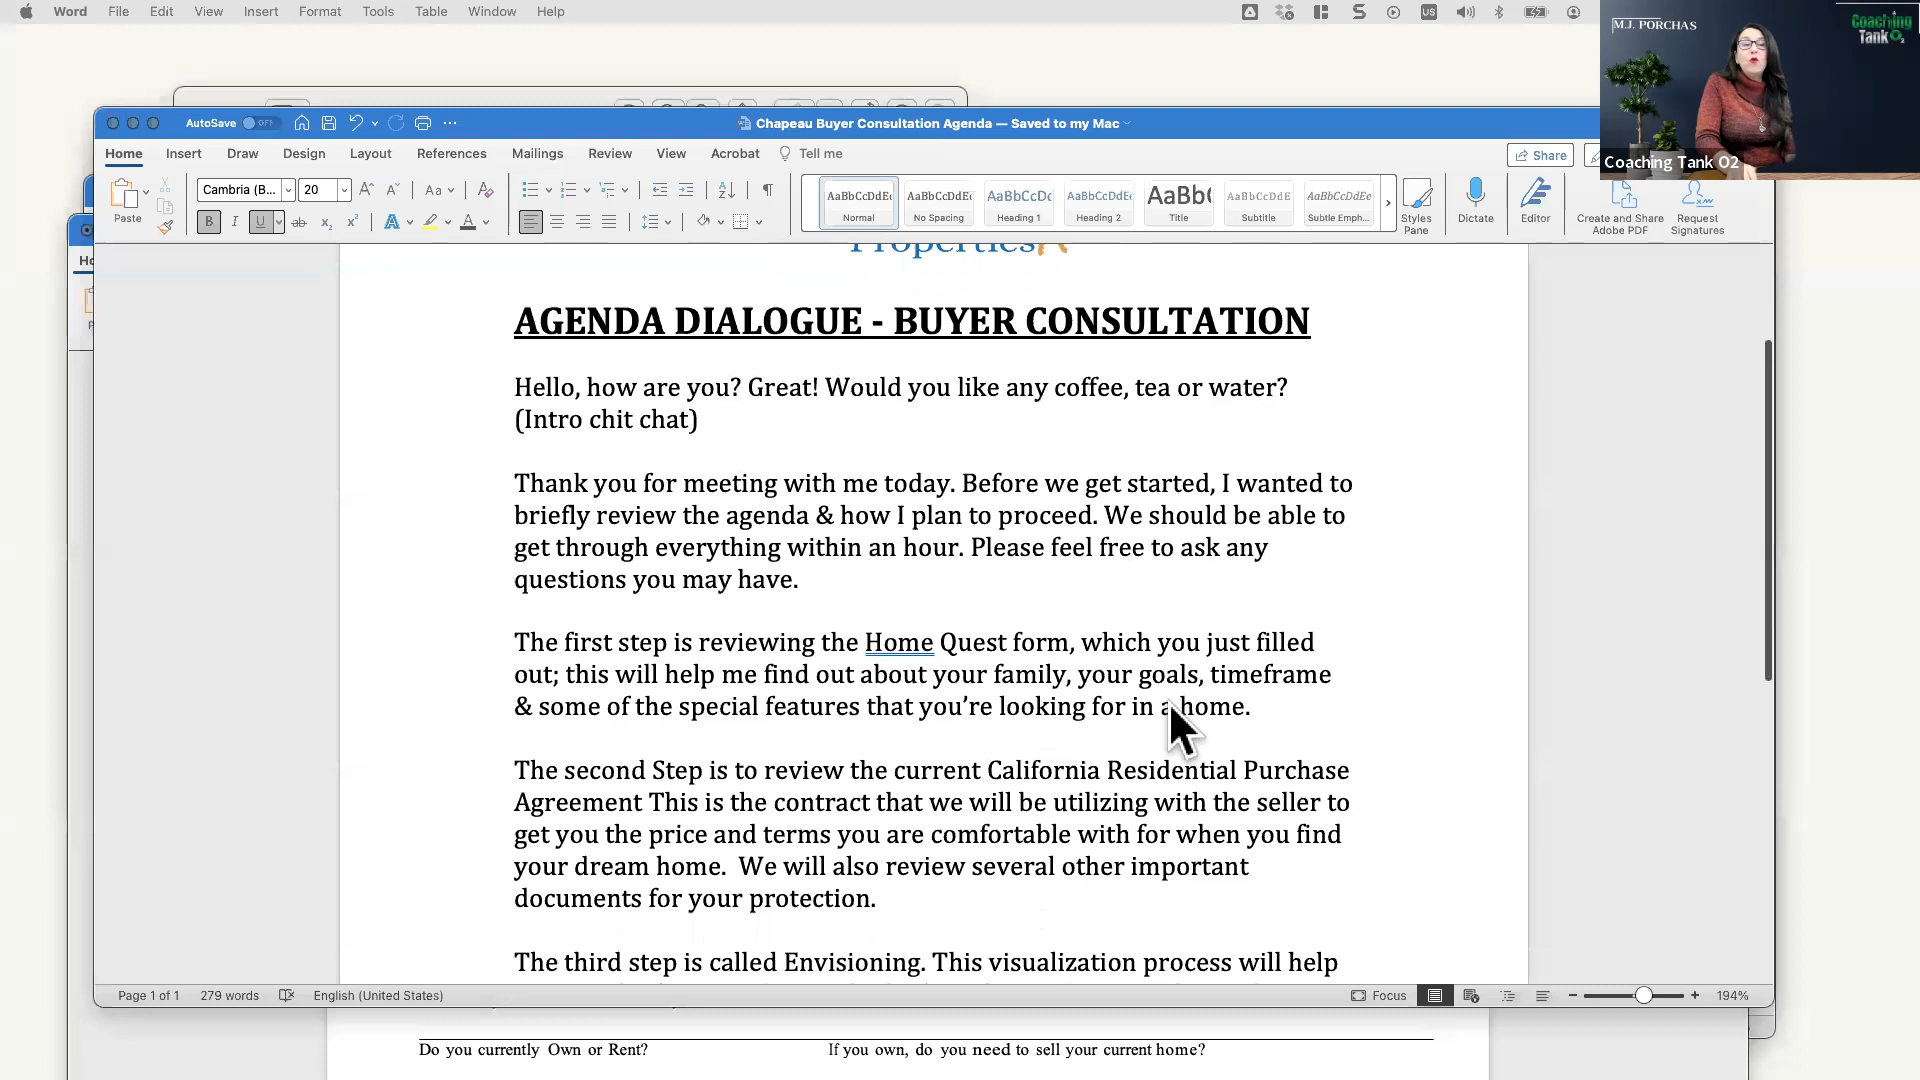 Word File Edit View Insert Format Tools Table Window Help
US
M.J. PORCHAS
Coaching
Tank O2
Coaching Tank O2
AutoSave OFF
Chapeau Buyer Consultation Agenda — Saved to my Mac
Home Insert Draw Design Layout References Mailings Review View Acrobat Tell me
Share
Paste
Cambria (B... 20
Aa
B I U ab x₂ x²
A A
AaBbCcDdEe AaBbCcDdEe AaBbCcDc AaBbCcDdEe AaBb( AaBbCcDdE AaBbCcDdEe
Normal No Spacing Heading 1 Heading 2 Title Subtitle Subtle Emph...
Styles Pane
Dictate
Editor
Create and Share Adobe PDF
Request Signatures
Properties
AGENDA DIALOGUE - BUYER CONSULTATION
Hello, how are you? Great! Would you like any coffee, tea or water?
(Intro chit chat)
Thank you for meeting with me today. Before we get started, I wanted to
briefly review the agenda & how I plan to proceed. We should be able to
get through everything within an hour. Please feel free to ask any
questions you may have.
The first step is reviewing the Home Quest form, which you just filled
out; this will help me find out about your family, your goals, timeframe
& some of the special features that you’re looking for in a home.
The second Step is to review the current California Residential Purchase
Agreement This is the contract that we will be utilizing with the seller to
get you the price and terms you are comfortable with for when you find
your dream home.  We will also review several other important
documents for your protection.
The third step is called Envisioning. This visualization process will help
Page 1 of 1 279 words English (United States) Focus 194%
Do you currently Own or Rent? If you own, do you need to sell your current home?